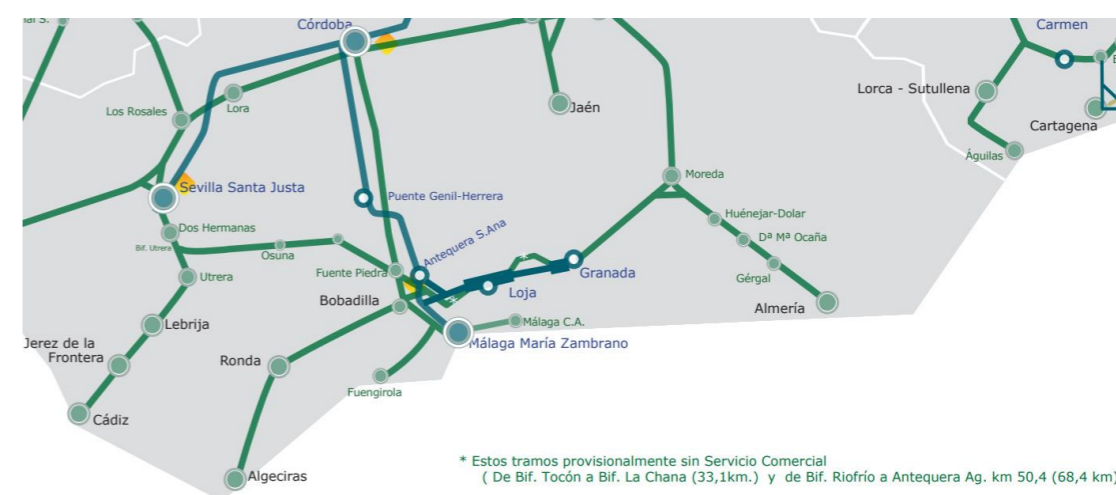 Córdoba
Carmen
Los Rosales
Lora
Jaén
Lorca - Sutullena
Cartagena
Águilas
Sevilla Santa Justa
Puente Genil-Herrera
Moreda
Dos Hermanas
Bif. Utrera
Osuna
Antequera S.Ana
Huénejar-Dolar
Dª Mª Ocaña
Utrera
Fuente Piedra
*
Granada
Gérgal
Bobadilla
*
Loja
Almería
Lebrija
Málaga C.A.
Jerez de la
Frontera
Ronda
Málaga María Zambrano
Fuengirola
Cádiz
Algeciras
* Estos tramos provisionalmente sin Servicio Comercial
( De Bif. Tocón a Bif. La Chana (33,1km.) y de Bif. Riofrío a Antequera Ag. km 50,4 (68,4 km)